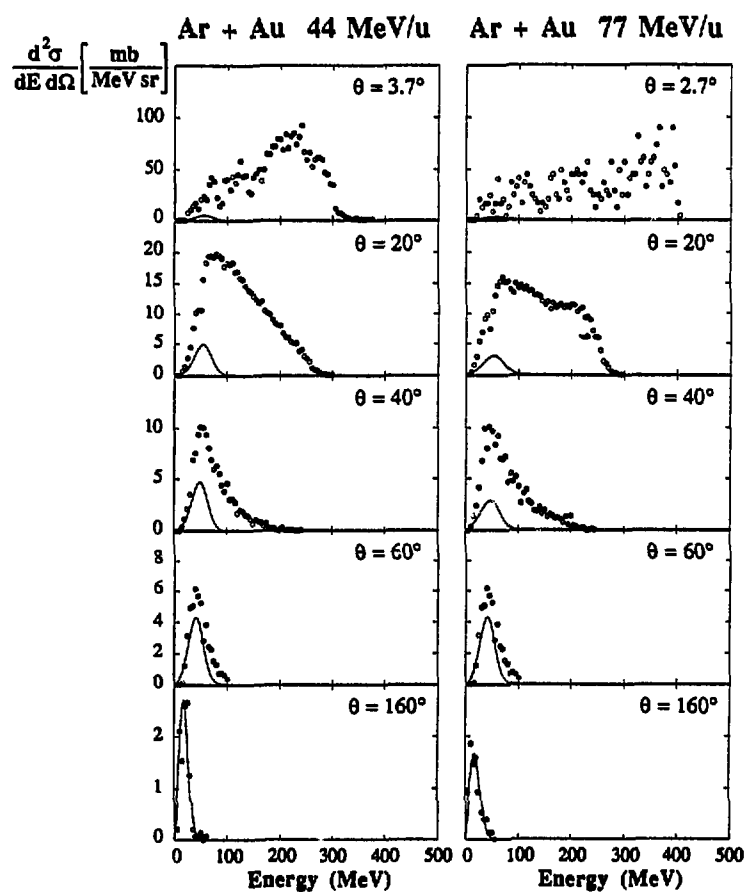 Ar + Au 44 MeV/u Ar + Au 77 MeV/u
d²σ
dE dΩ
[mb
MeV sr]
θ = 3.7° θ = 2.7°
100
50
0
θ = 20° θ = 20°
20
15
10
5
0
θ = 40° θ = 40°
10
5
0
θ = 60° θ = 60°
8
6
4
2
0
θ = 160° θ = 160°
2
1
0
0 100 200 300 400 500 0 100 200 300 400 500
Energy (MeV) Energy (MeV)